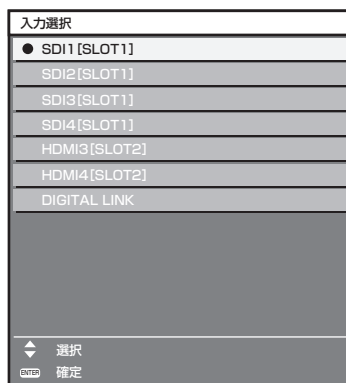 入力選択
SDI1[SLOT1]
SDI2[SLOT1]
SDI3[SLOT1]
SDI4[SLOT1]
HDMI3[SLOT2]
HDMI4[SLOT2]
DIGITAL LINK
選択
ENTER 確定